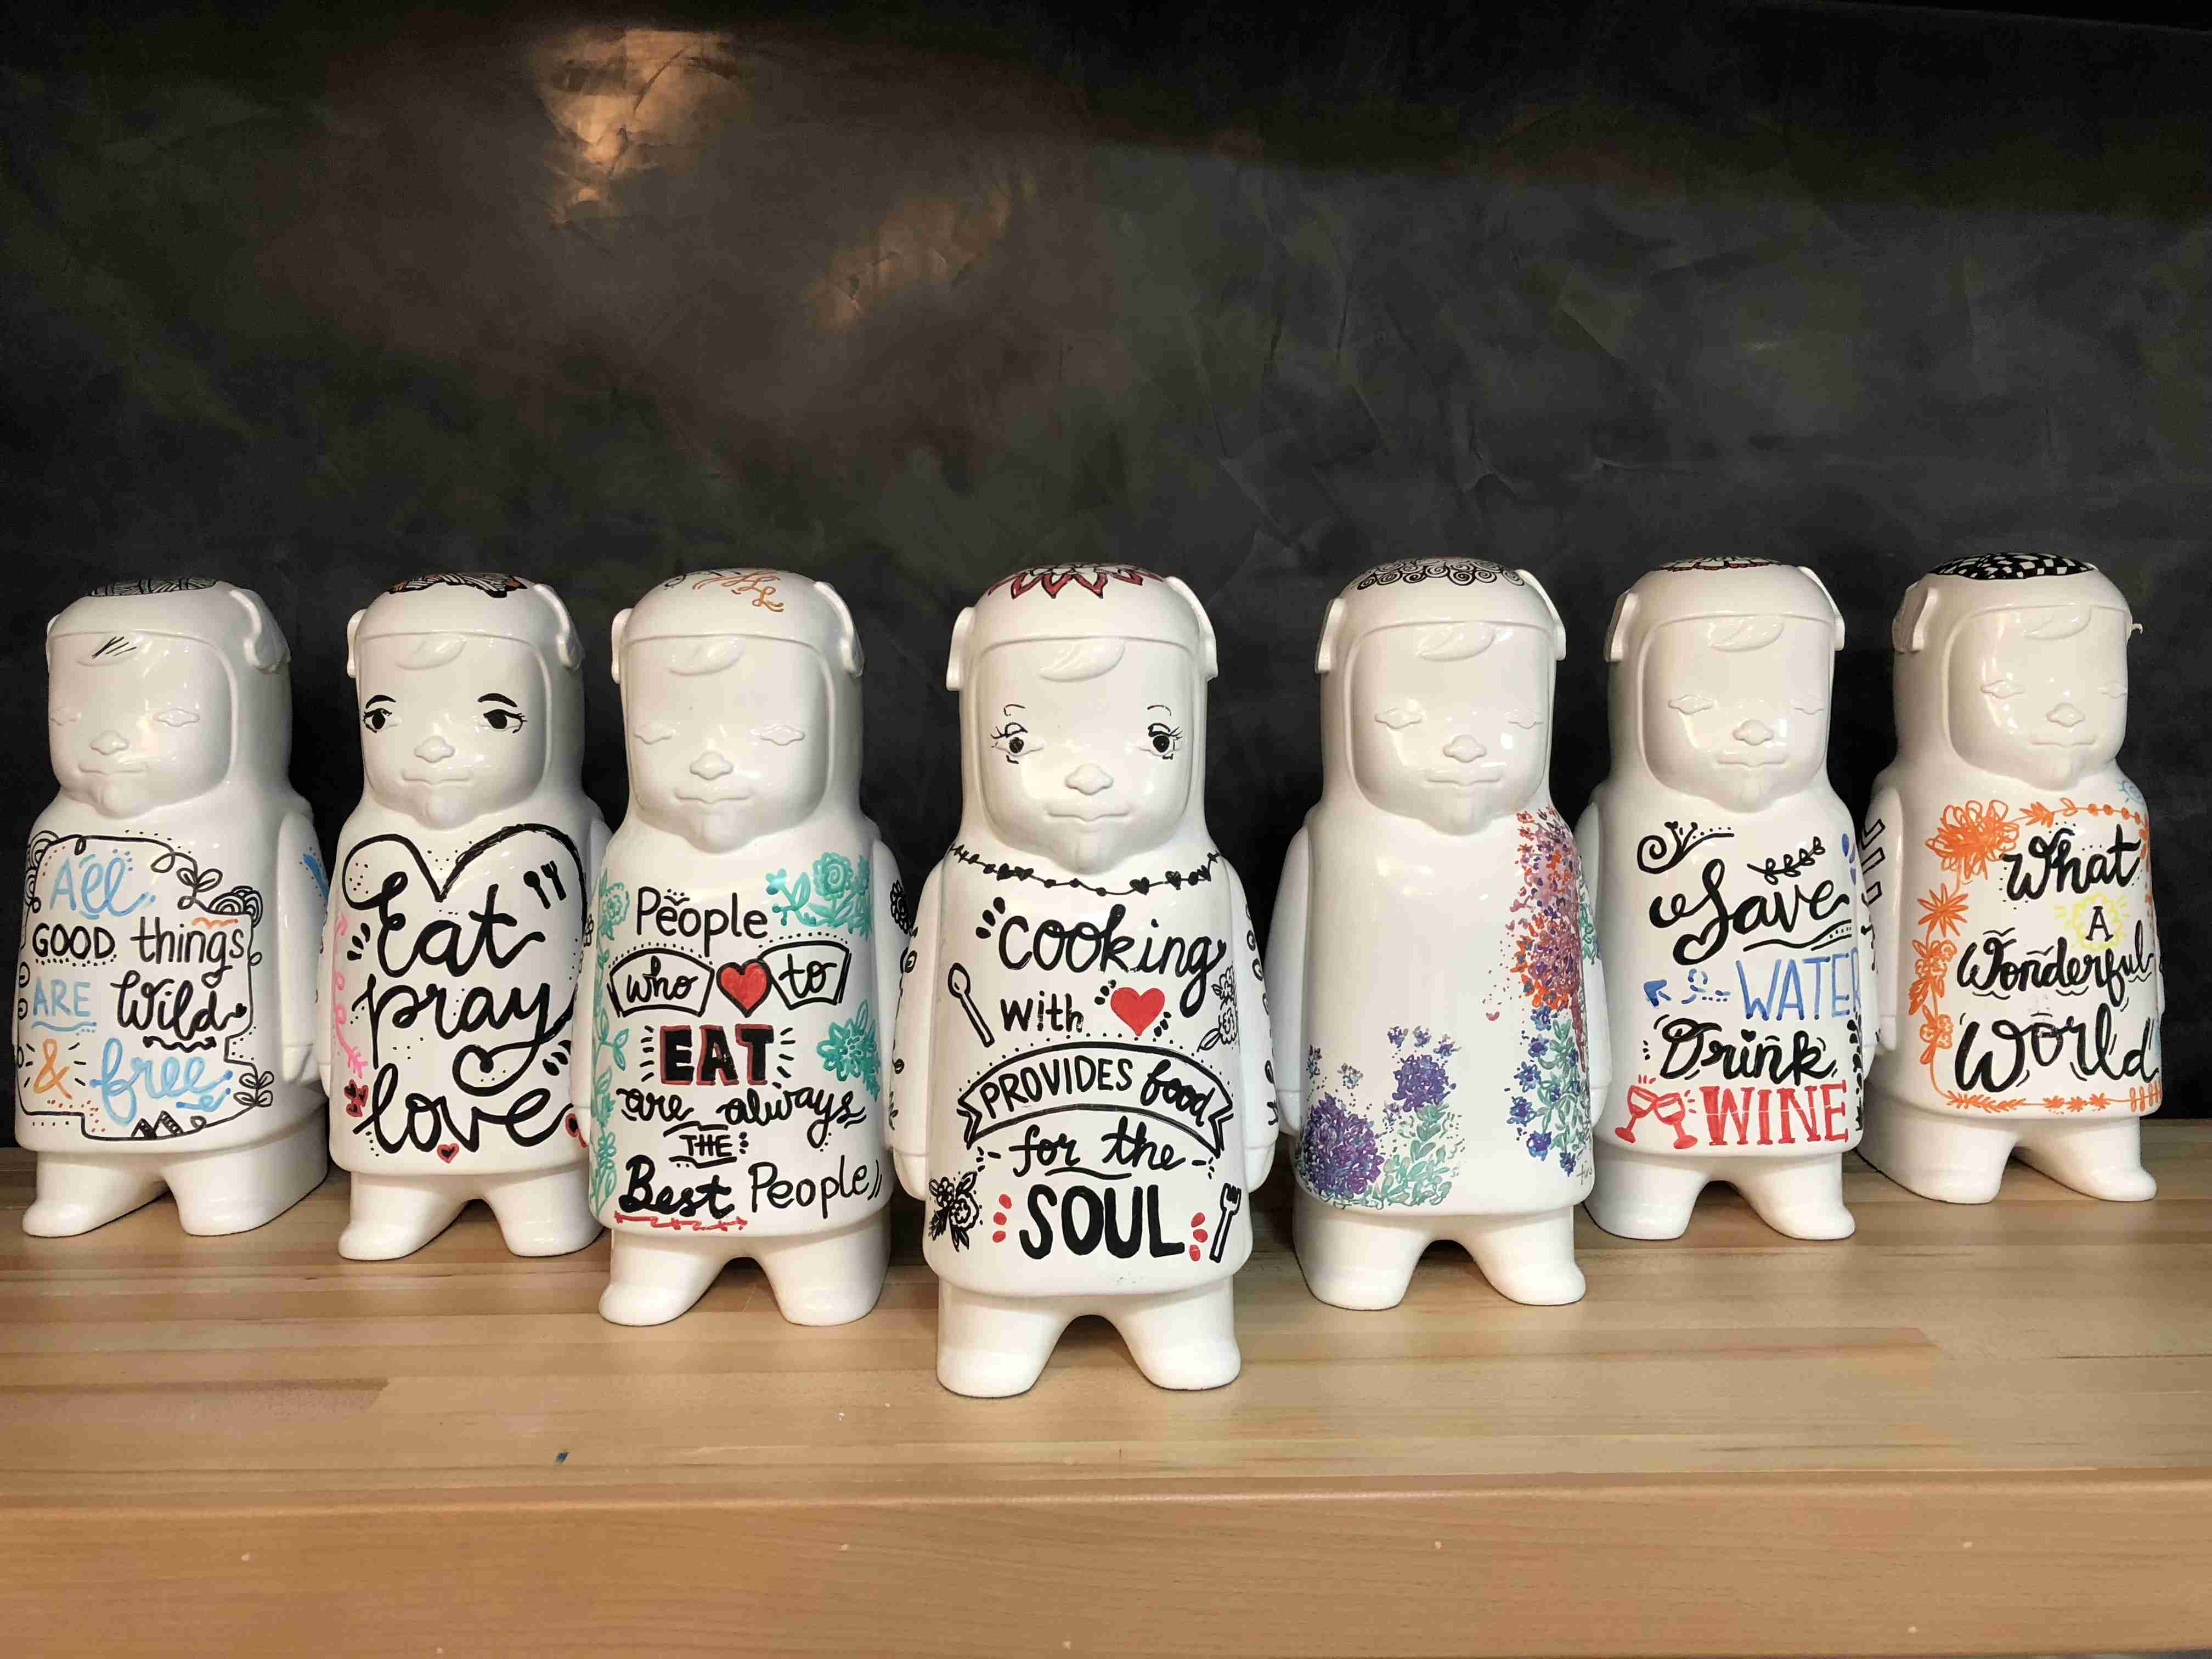 All
GOOD things
ARE Wild
& free
Eat
pray
love
People
who ♥ to
EAT
are always
THE
Best People
Cooking
with ♥
PROVIDES food
for the
SOUL
Save
WATER
Drink
WINE
What
A
Wonderful
World